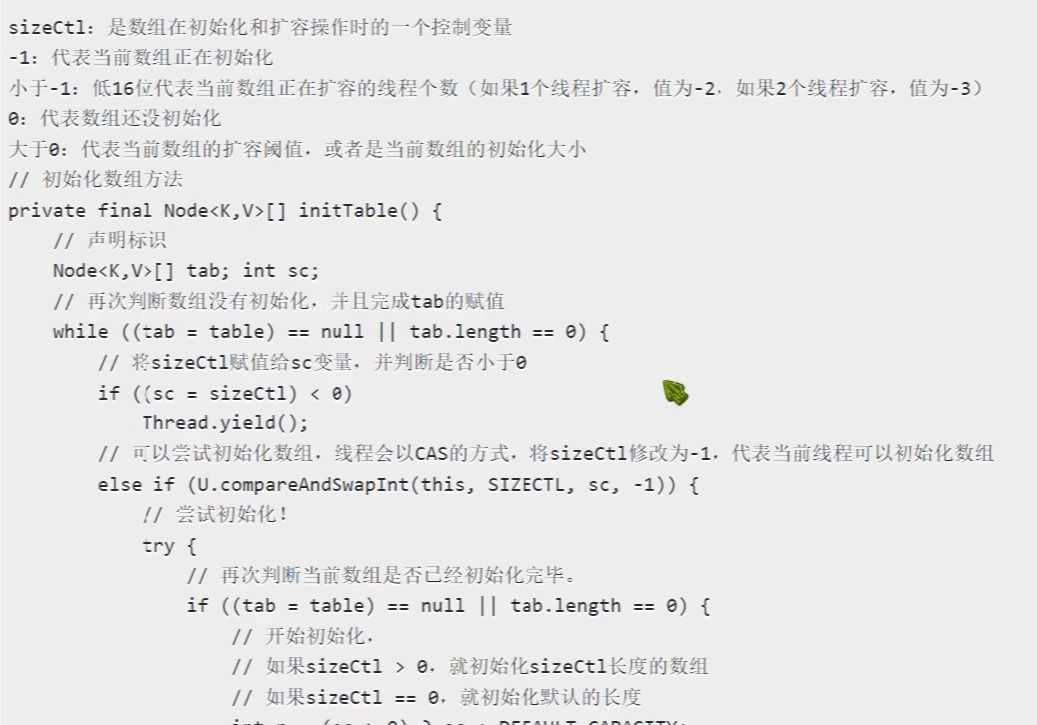 sizeCtl: 是数组在初始化和扩容操作时的一个控制变量
-1: 代表当前数组正在初始化
小于-1: 低16位代表当前数组正在扩容的线程个数（如果1个线程扩容，值为-2，如果2个线程扩容，值为-3）
0: 代表数组还没初始化
大于0: 代表当前数组的扩容阈值，或者是当前数组的初始化大小
// 初始化数组方法
private final Node<K,V>[] initTable() {
    // 声明标识
    Node<K,V>[] tab; int sc;
    // 再次判断数组没有初始化，并且完成tab的赋值
    while ((tab = table) == null || tab.length == 0) {
        // 将sizeCtl赋值给sc变量，并判断是否小于0
        if ((sc = sizeCtl) < 0)
            Thread.yield();
        // 可以尝试初始化数组，线程会以CAS的方式，将sizeCtl修改为-1，代表当前线程可以初始化数组
        else if (U.compareAndSwapInt(this, SIZECTL, sc, -1)) {
            // 尝试初始化！
            try {
                // 再次判断当前数组是否已经初始化完毕。
                if ((tab = table) == null || tab.length == 0) {
                    // 开始初始化，
                    // 如果sizeCtl > 0，就初始化sizeCtl长度的数组
                    // 如果sizeCtl == 0，就初始化默认的长度